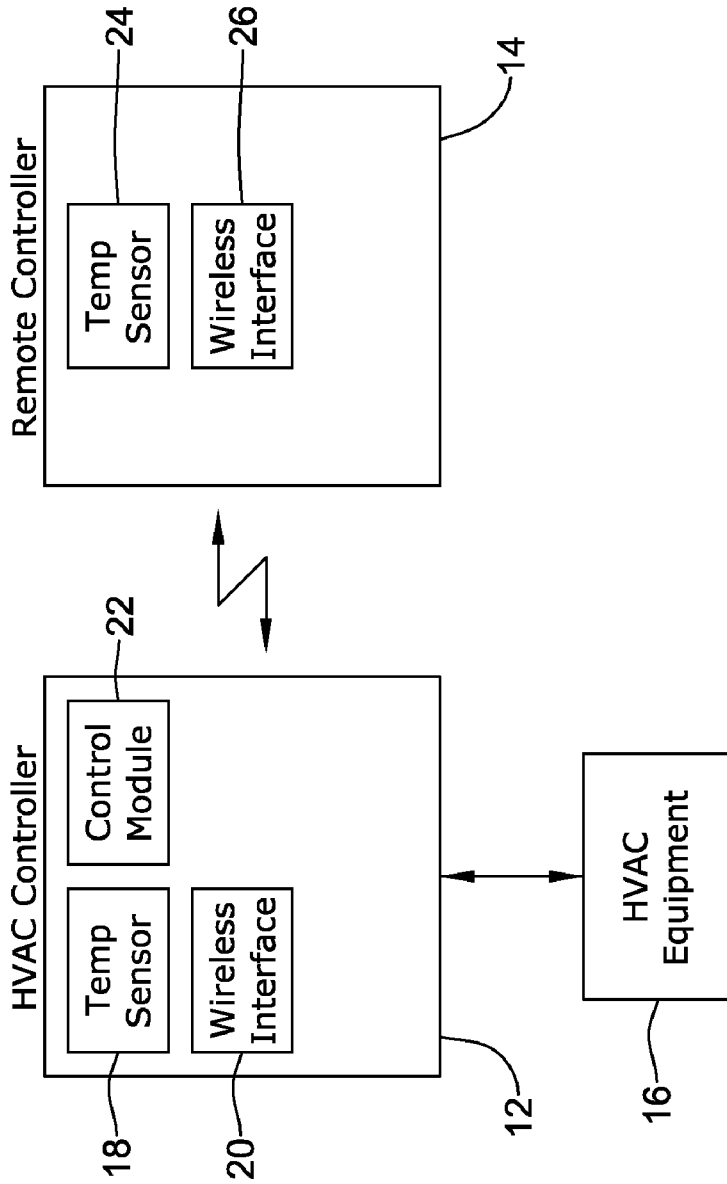 HVAC Controller
Temp
Sensor
Control
Module
Wireless
Interface
18
20
22
12
HVAC
Equipment
16
Remote Controller
Temp
Sensor
Wireless
Interface
24
26
14